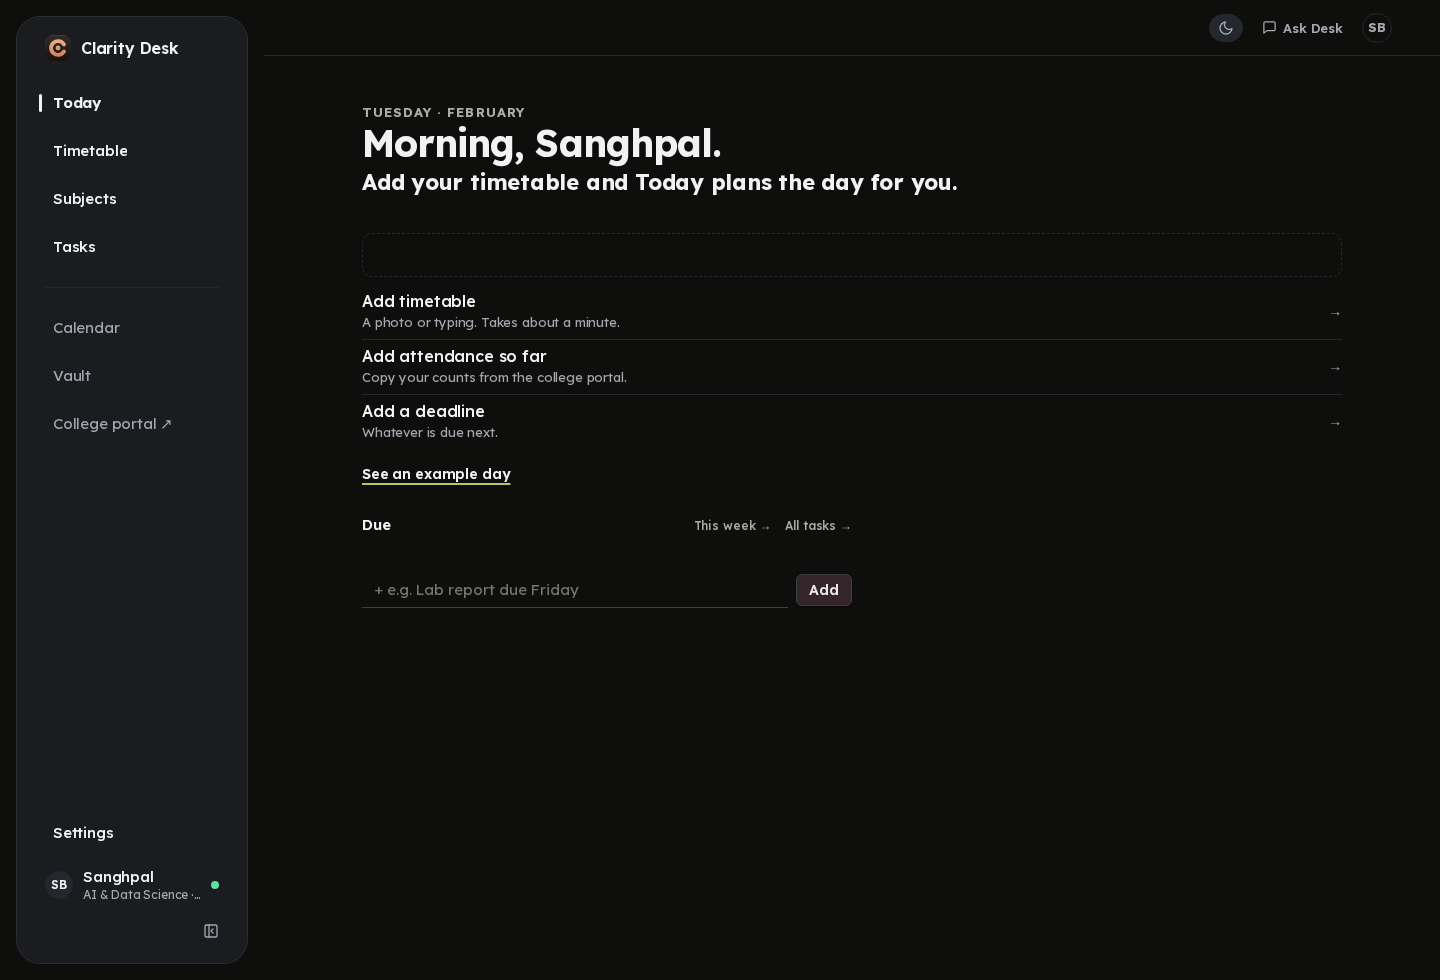 Clarity Desk
Today
Timetable
Subjects
Tasks
Calendar
Vault
College portal ↗
Settings
SB
Sanghpal
AI & Data Science ·...
Ask Desk
SB
TUESDAY · FEBRUARY
Morning, Sanghpal.
Add your timetable and Today plans the day for you.
Add timetable
A photo or typing. Takes about a minute.
→
Add attendance so far
Copy your counts from the college portal.
→
Add a deadline
Whatever is due next.
→
See an example day
Due
This week →
All tasks →
+ e.g. Lab report due Friday
Add